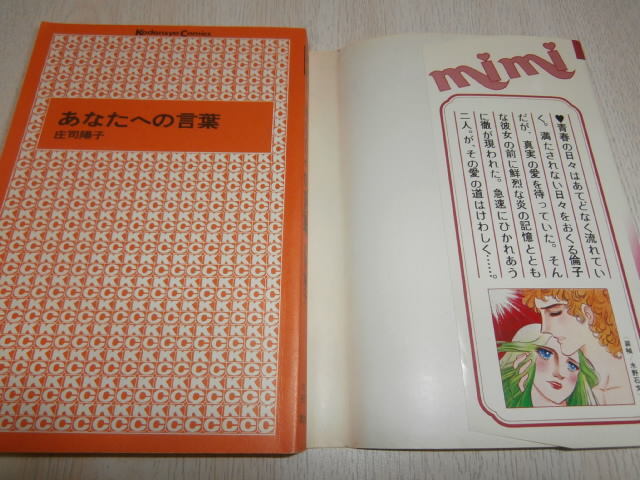 Kodansya Comics
あなたへの言葉
庄司陽子
mimi
♥青春の日々はあてどなく流れてい
く。満たされない日々をおくる倫子
だが、真実の愛を待っていた。そん
な彼女の前に鮮烈な炎の記憶ととも
に徹が現われた。急速にひかれあう
二人。が、その愛の道はけわしく……。